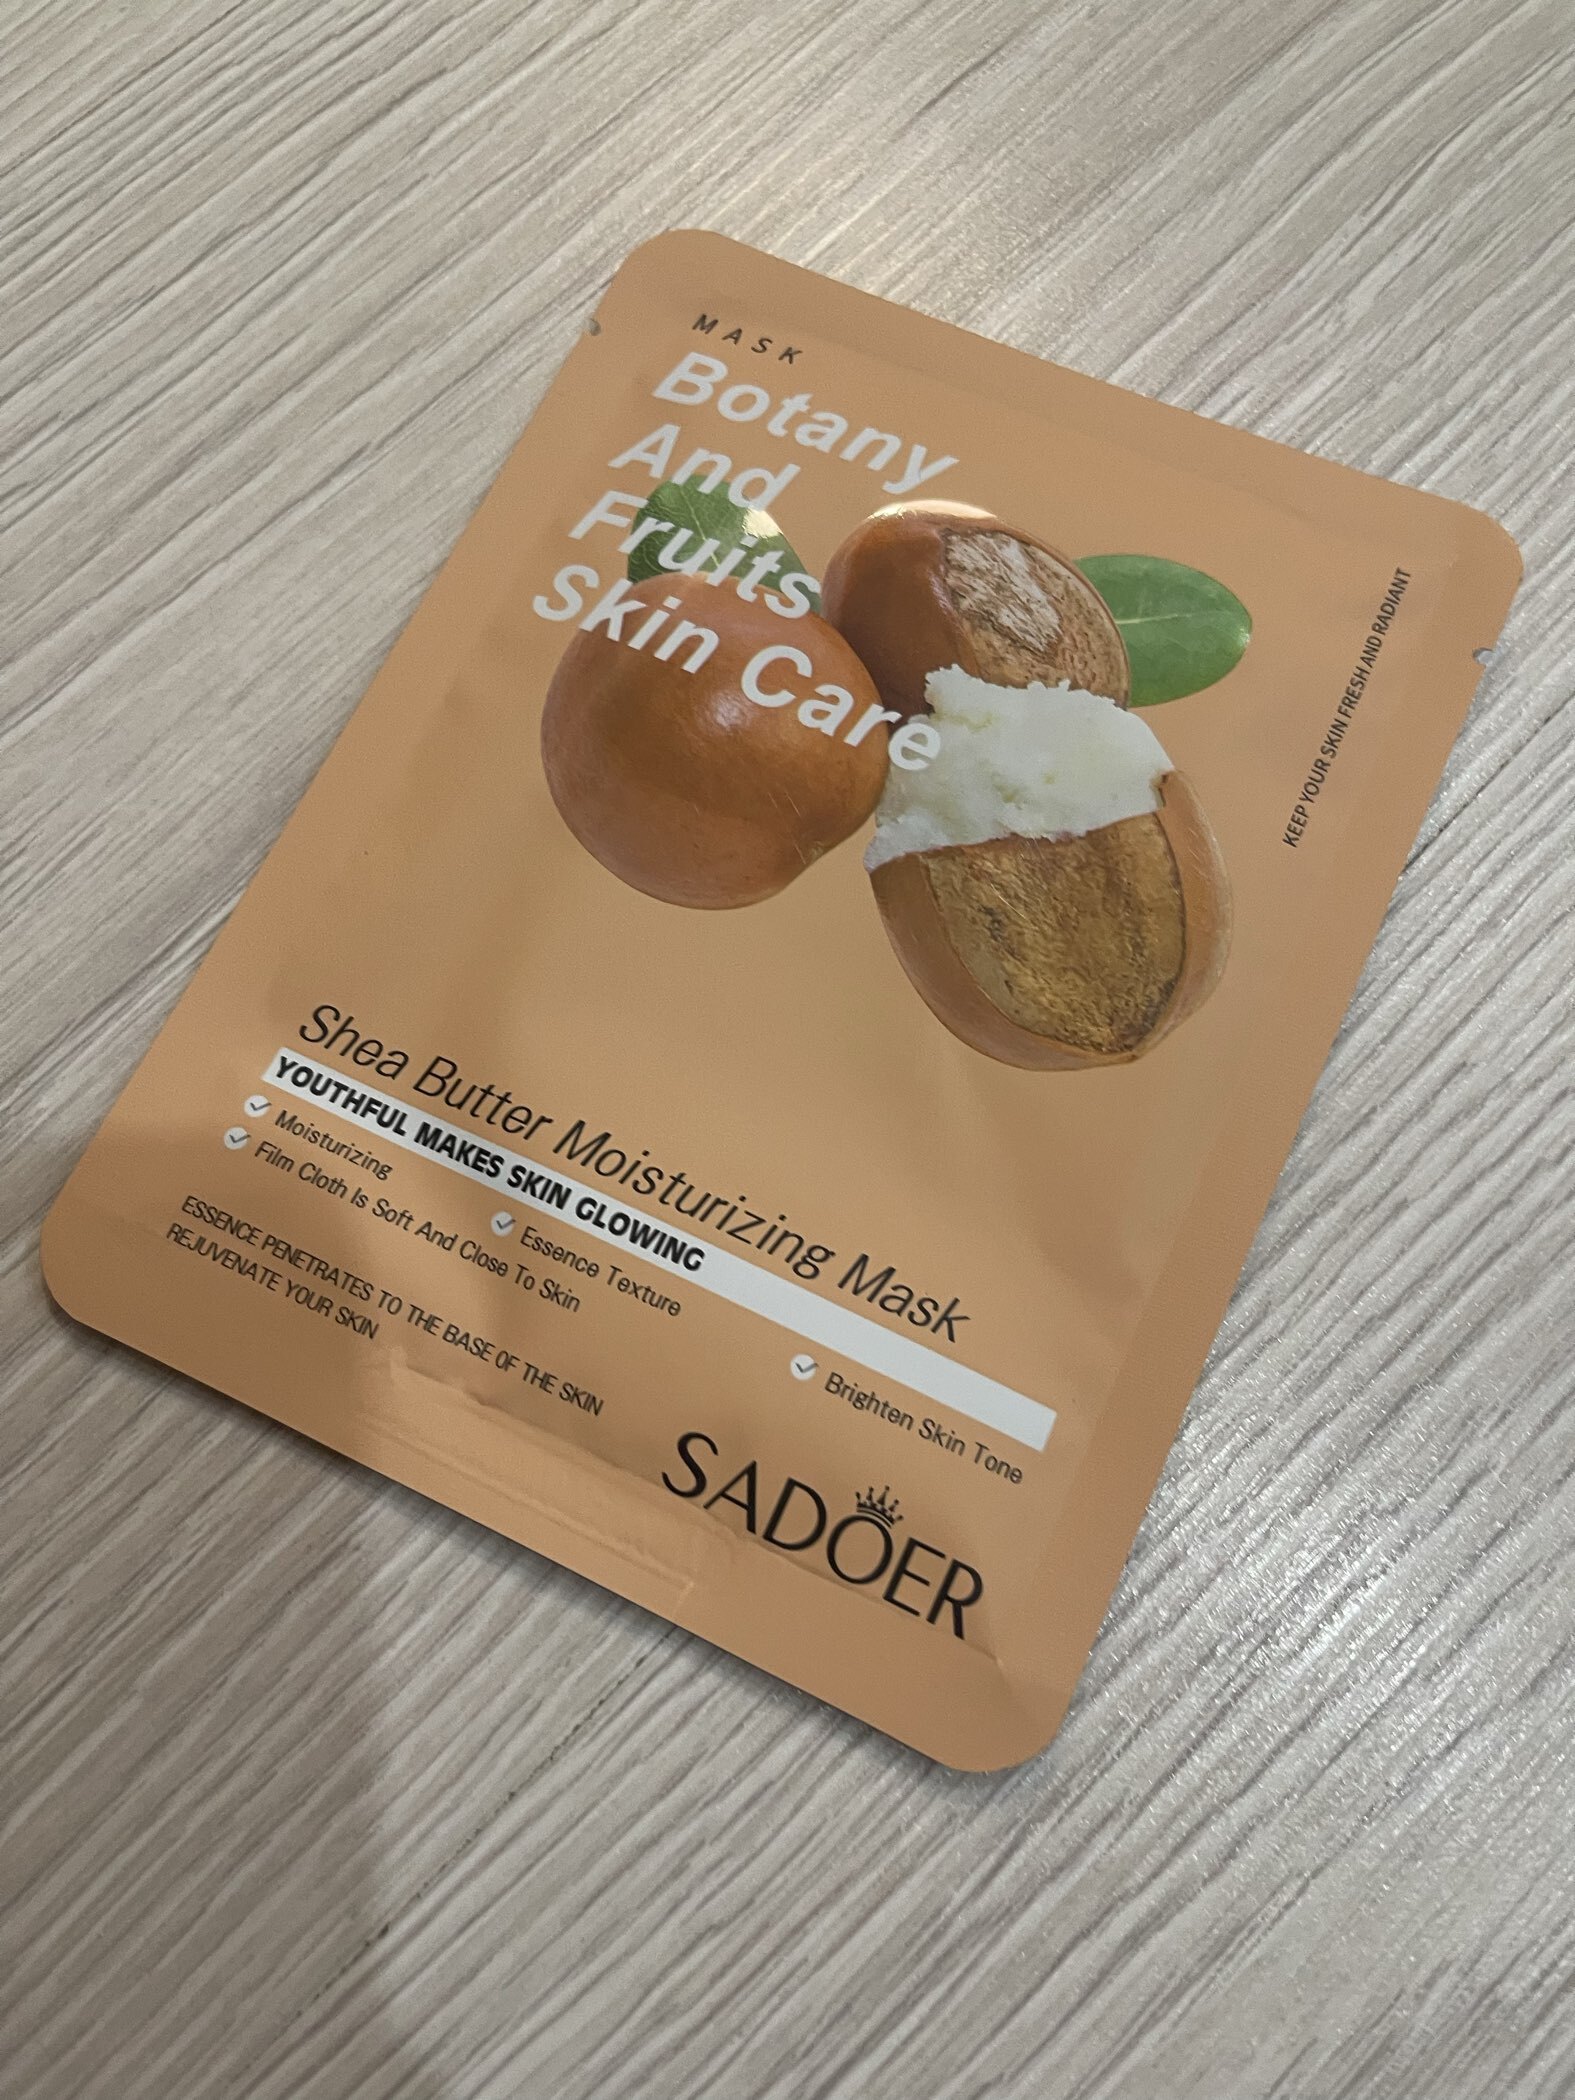 MASK
Botany
And
Fruits
Skin Care
KEEP YOUR SKIN FRESH AND RADIANT
Shea Butter Moisturizing Mask
YOUTHFUL MAKES SKIN GLOWING
Moisturizing
Essence Texture
Brighten Skin Tone
Film Cloth Is Soft And Close To Skin
ESSENCE PENETRATES TO THE BASE OF THE SKIN
REJUVENATE YOUR SKIN
SADOER